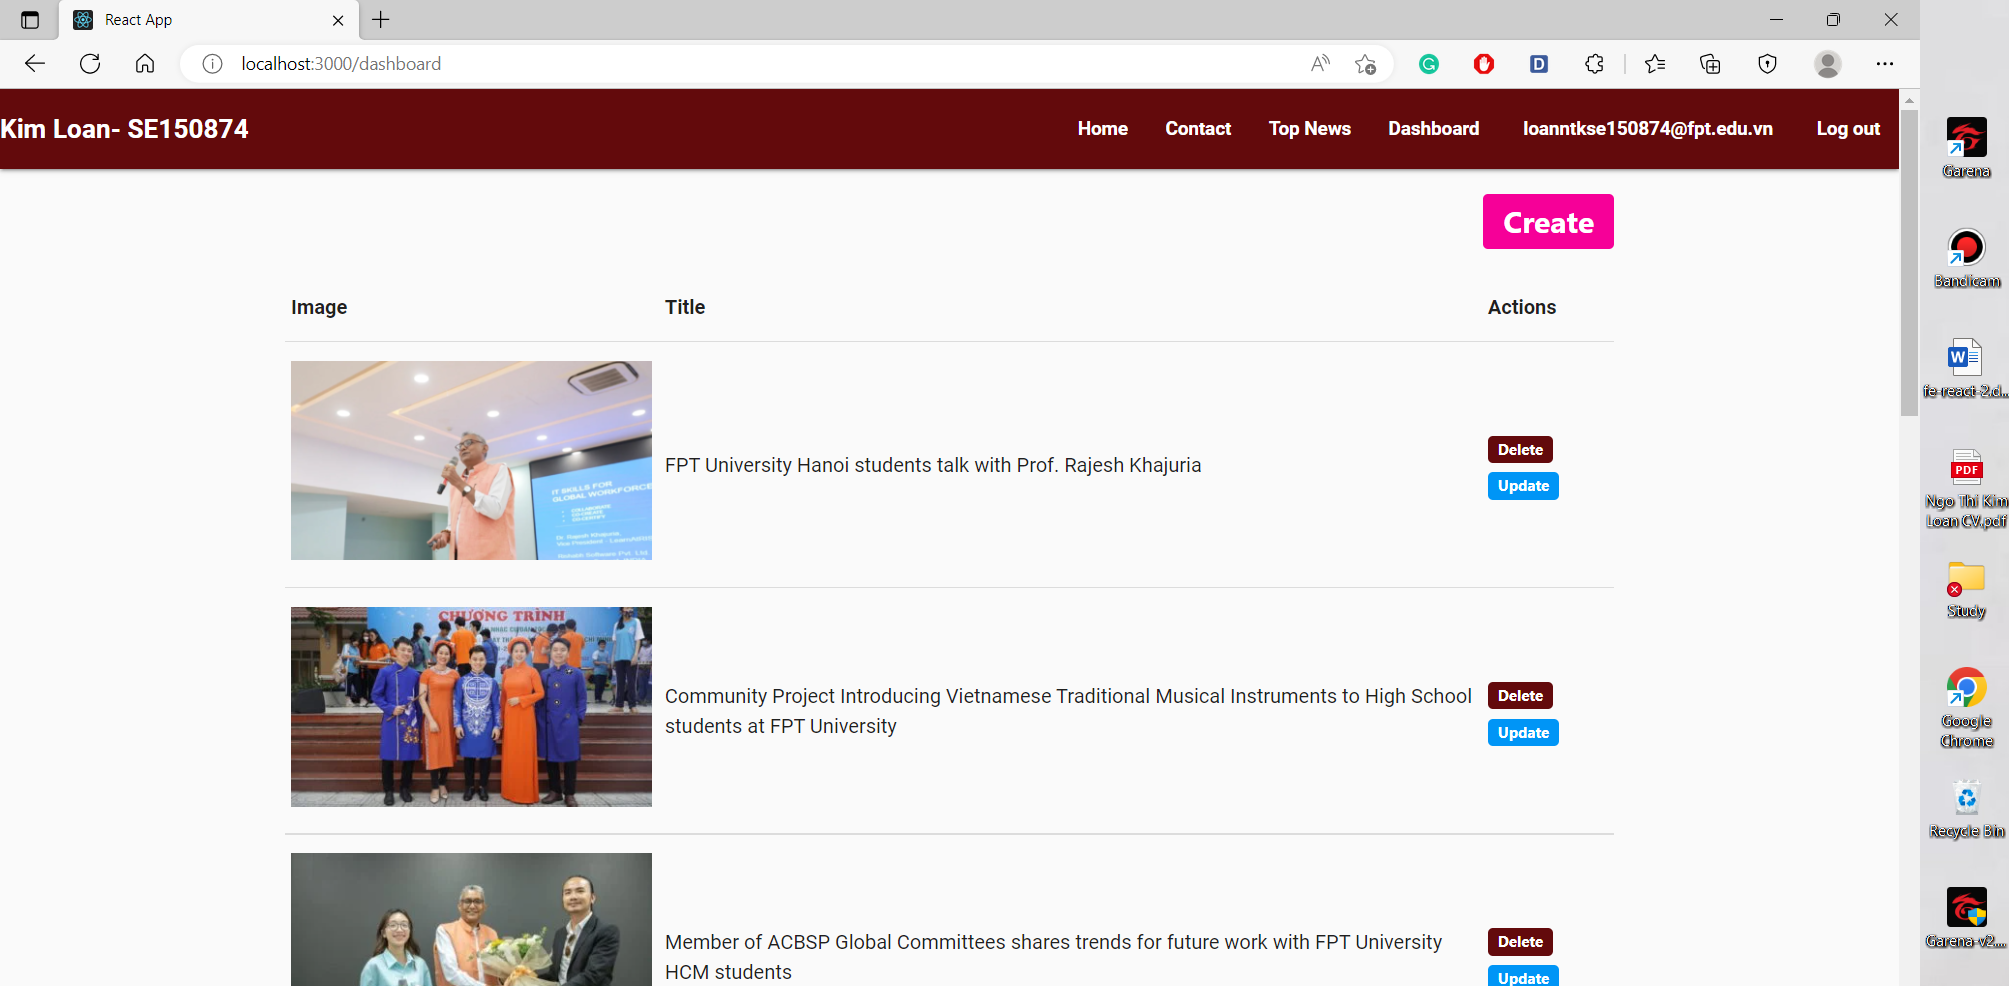 React App
localhost:3000/dashboard
Kim Loan- SE150874
Home
Contact
Top News
Dashboard
loanntkse150874@fpt.edu.vn
Log out
Create
Image
Title
Actions
IT SKILLS FOR
GLOBAL WORKFORCE
Dr. Rajesh Khajuria,
FPT University Hanoi students talk with Prof. Rajesh Khajuria
Delete
Update
CHƯƠNG TRÌNH
Community Project Introducing Vietnamese Traditional Musical Instruments to High School
students at FPT University
Delete
Update
Member of ACBSP Global Committees shares trends for future work with FPT University
HCM students
Delete
Update
Garena
Bandicam
fe-react-2.d...
PDF
Ngo Thi Kim
Loan CV.pdf
Study
Google
Chrome
Recycle Bin
Garena-v2....